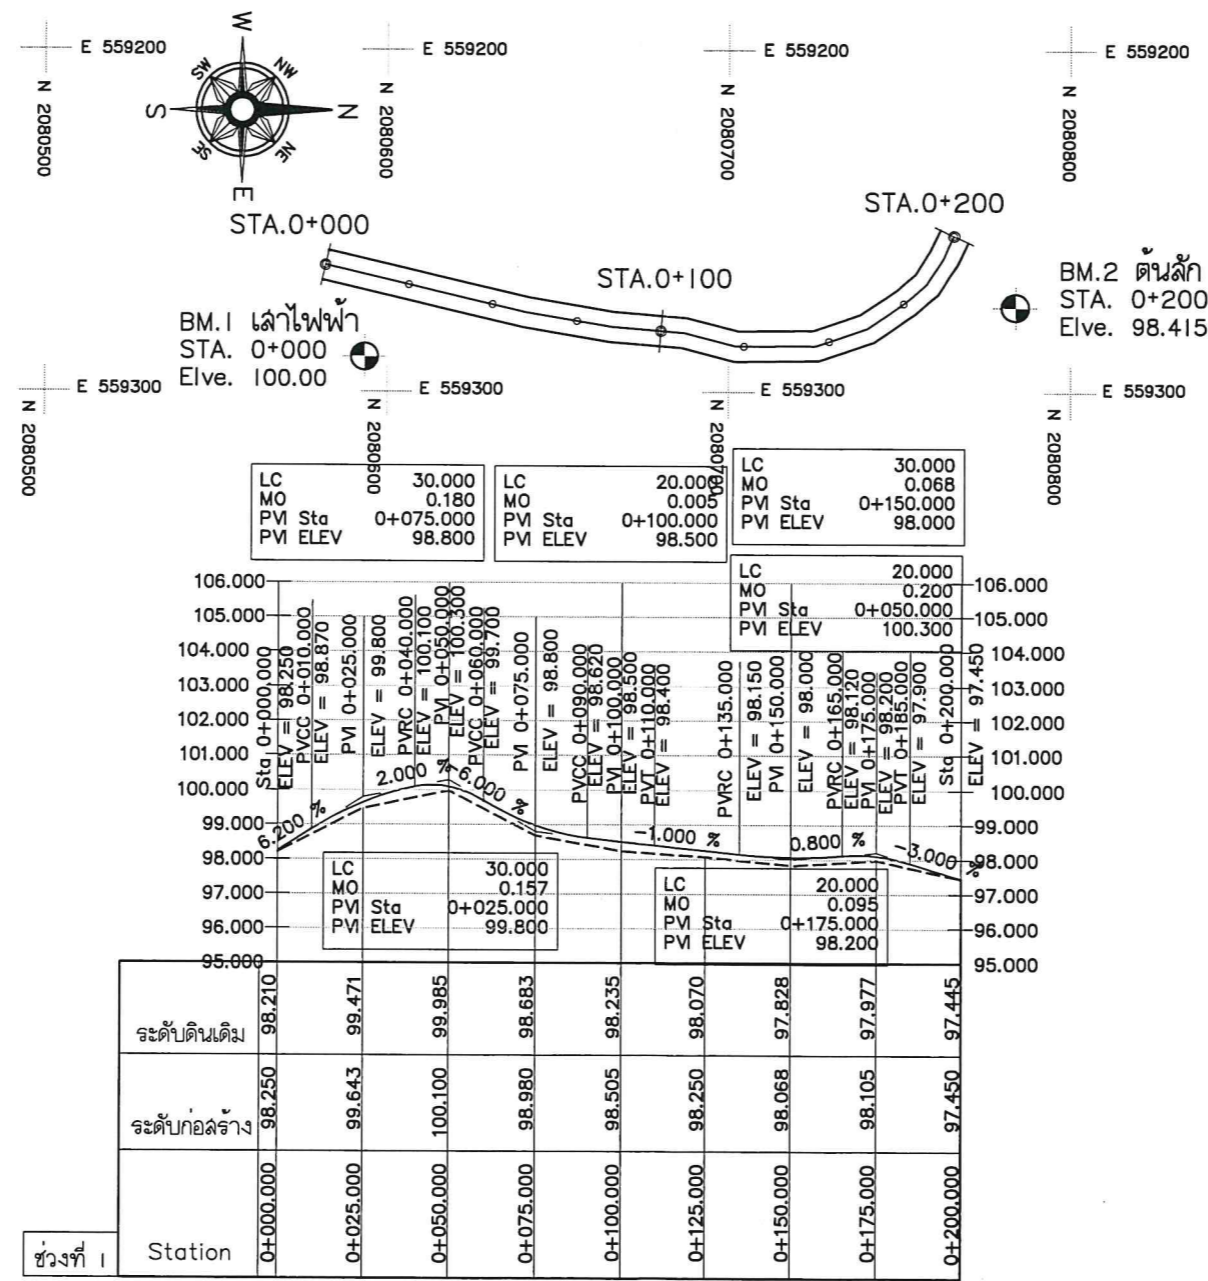 W
SW NW
S N
SE NE
E
E 559200
E 559200
E 559200
E 559200
N 2080500
N 2080600
N 2080700
N 2080800
STA.0+000
STA.0+100
STA.0+200
BM.1 เสาไฟฟ้า
STA. 0+000
Elve. 100.00
BM.2 ต้นสัก
STA. 0+200
Elve. 98.415
E 559300
E 559300
E 559300
E 559300
N 2080500
N 2080600
N 2080700
N 2080800
LC 30.000
MO 0.180
PVI Sta 0+075.000
PVI ELEV 98.800
LC 20.000
MO 0.005
PVI Sta 0+100.000
PVI ELEV 98.500
LC 30.000
MO 0.068
PVI Sta 0+150.000
PVI ELEV 98.000
LC 20.000
MO 0.200
PVI Sta 0+050.000
PVI ELEV 100.300
106.000
105.000
104.000
103.000
102.000
101.000
100.000
99.000
98.000
97.000
96.000
95.000
Sta 0+000.000
ELEV = 98.250
PVCC 0+010.000
ELEV = 98.870
PVI 0+025.000
ELEV = 99.800
PVRC 0+040.000
ELEV = 100.100
PVI 0+050.000
ELEV = 100.300
PVCC 0+060.000
ELEV = 99.700
PVI 0+075.000
ELEV = 98.800
PVCC 0+090.000
ELEV = 98.620
PVI 0+100.000
ELEV = 98.500
PVT 0+110.000
ELEV = 98.400
PVRC 0+135.000
ELEV = 98.150
PVI 0+150.000
ELEV = 98.000
PVRC 0+165.000
ELEV = 98.120
PVI 0+175.000
ELEV = 98.200
PVT 0+185.000
ELEV = 97.900
Sta 0+200.000
ELEV = 97.450
106.000
105.000
104.000
103.000
102.000
101.000
100.000
99.000
98.000
97.000
96.000
95.000
6.200 %
2.000 %
-6.000 %
-1.000 %
0.800 %
-3.000 %
LC 30.000
MO 0.157
PVI Sta 0+025.000
PVI ELEV 99.800
LC 20.000
MO 0.095
PVI Sta 0+175.000
PVI ELEV 98.200
ระดับดินเดิม 98.210 99.471 99.985 98.683 98.235 98.070 97.828 97.977 97.445
ระดับก่อสร้าง 98.250 99.643 100.100 98.980 98.505 98.250 98.068 98.105 97.450
ช่วงที่ 1
Station 0+000.000 0+025.000 0+050.000 0+075.000 0+100.000 0+125.000 0+150.000 0+175.000 0+200.000